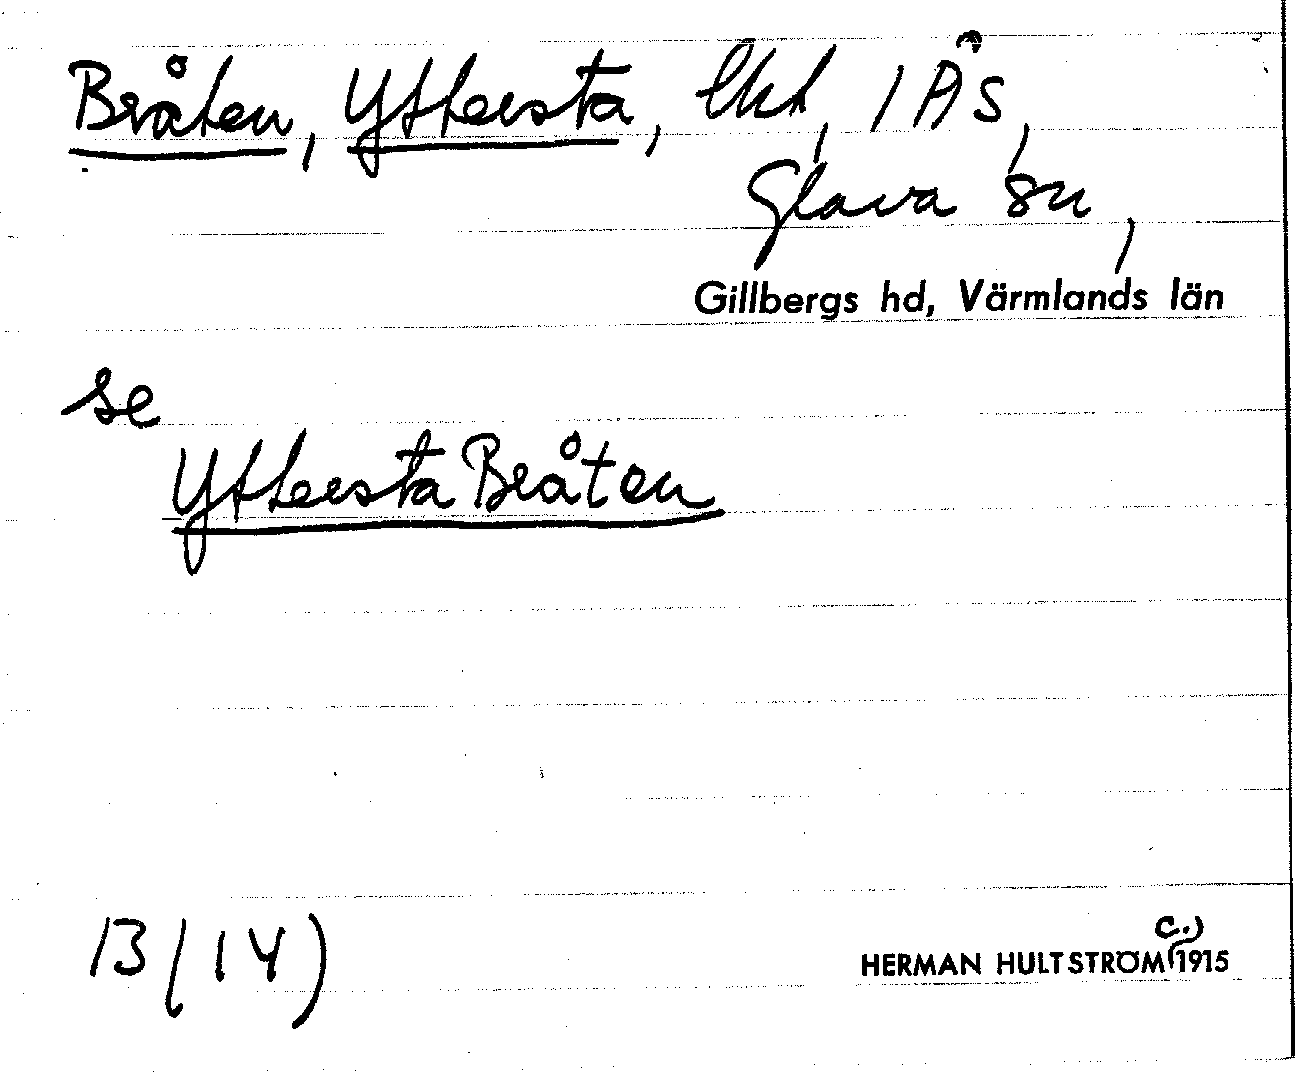 Bråten, Yttersta, lht, 1 Ås,
Glava sn,
Gillbergs hd, Värmlands län
se
Yttersta Bråten
13 (14)
HERMAN HULTSTRÖM (c.) 1915